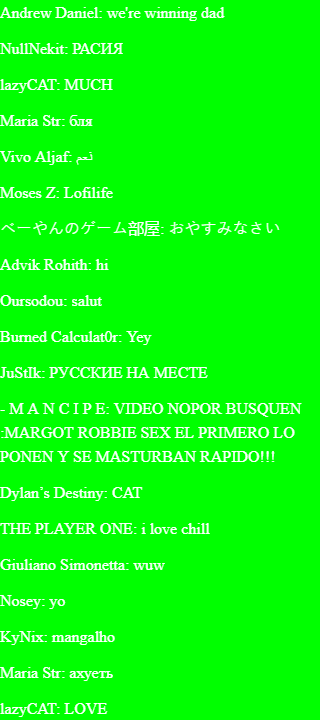 Andrew Daniel: we're winning dad
NullNekit: РАСИЯ
lazyCAT: MUCH
Maria Str: бля
Vivo Aljaf:
Moses Z: Lofilife
べーやんのゲーム部屋: おやすみなさい
Advik Rohith: hi
Oursodou: salut
Burned Calculat0r: Yey
JuStIk: РУССКИЕ НА МЕСТЕ
- M A N C I P E: VIDEO NOPOR BUSQUEN
:MARGOT ROBBIE SEX EL PRIMERO LO
PONEN Y SE MASTURBAN RAPIDO!!!
Dylan’s Destiny: CAT
THE PLAYER ONE: i love chill
Giuliano Simonetta: wuw
Nosey: yo
KyNix: mangalho
Maria Str: ахуеть
lazyCAT: LOVE